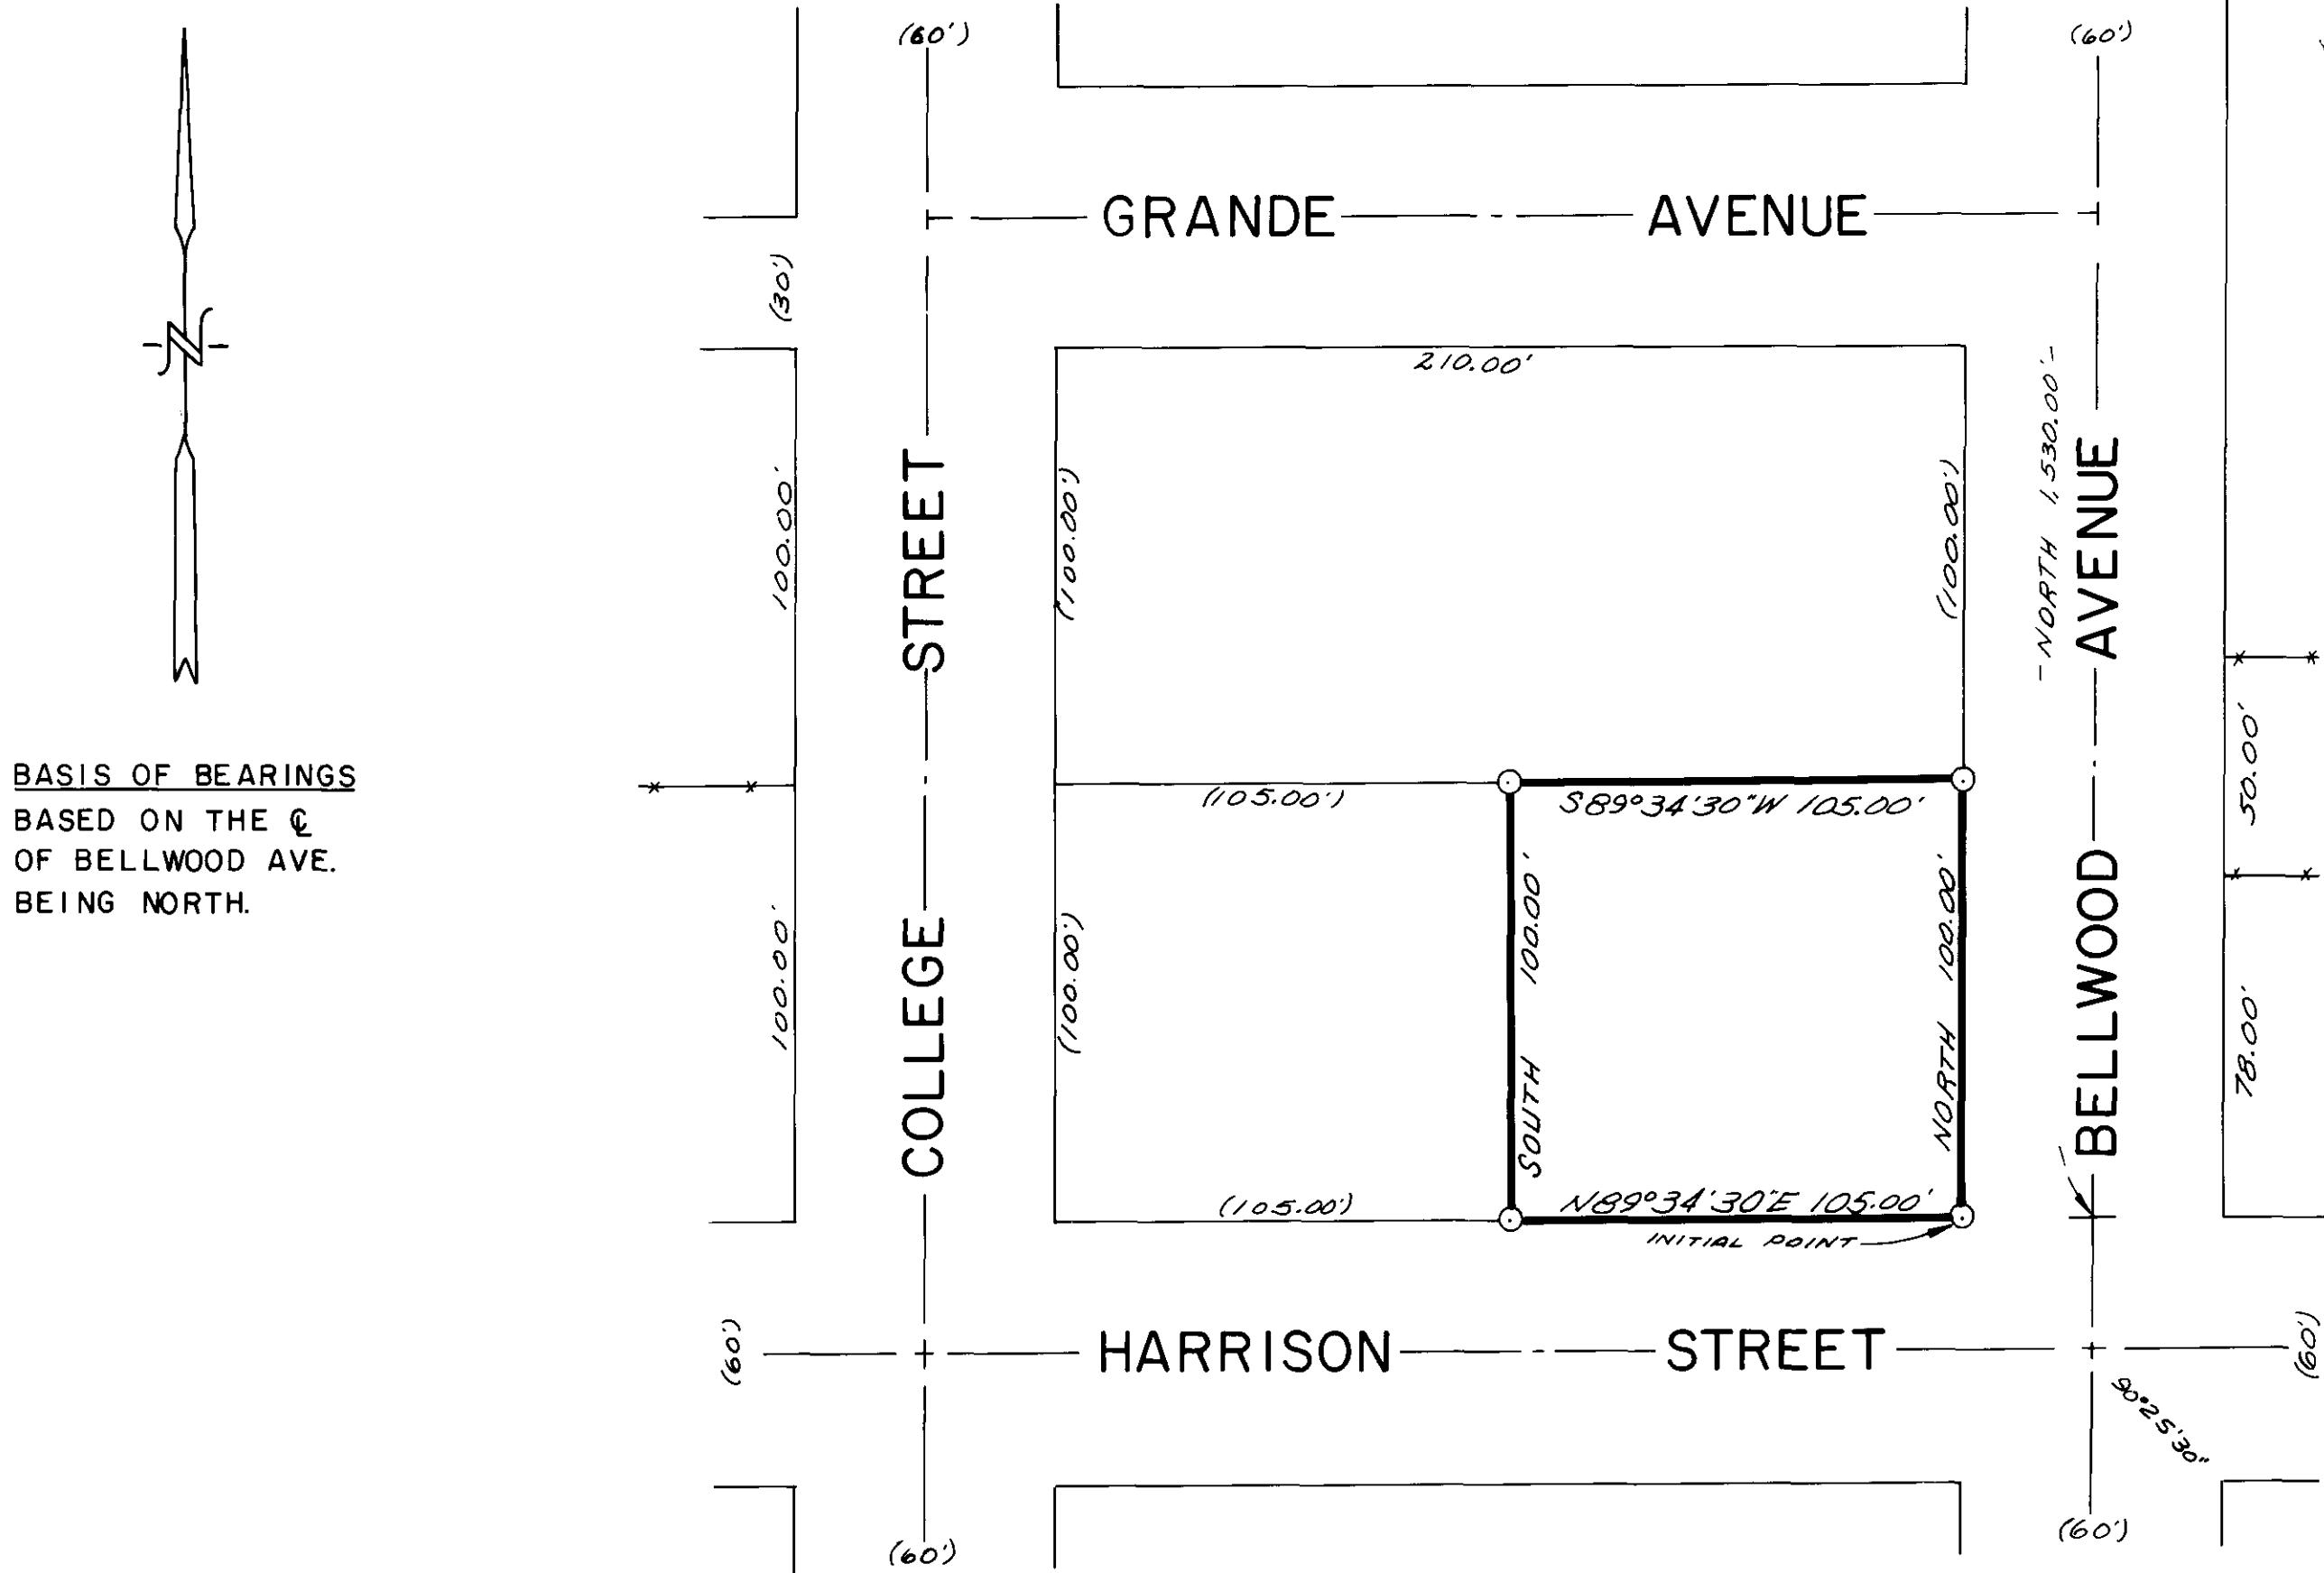 (60')
(60')
GRANDE AVENUE
(30')
N
210.00'
100.00'
(100.00')
(100.00')
- NORTH 1,530.00' -
STREET
AVENUE
50.00'
BASIS OF BEARINGS
BASED ON THE ℄
OF BELLWOOD AVE.
BEING NORTH.
(105.00')
S89°34'30"W 105.00'
100.00'
(100.00')
COLLEGE
SOUTH 100.00'
NORTH 100.00'
BELLWOOD
78.00'
(105.00')
N89°34'30"E 105.00'
INITIAL POINT
(60')
HARRISON STREET
(60')
90°25'30"
(60')
(60')